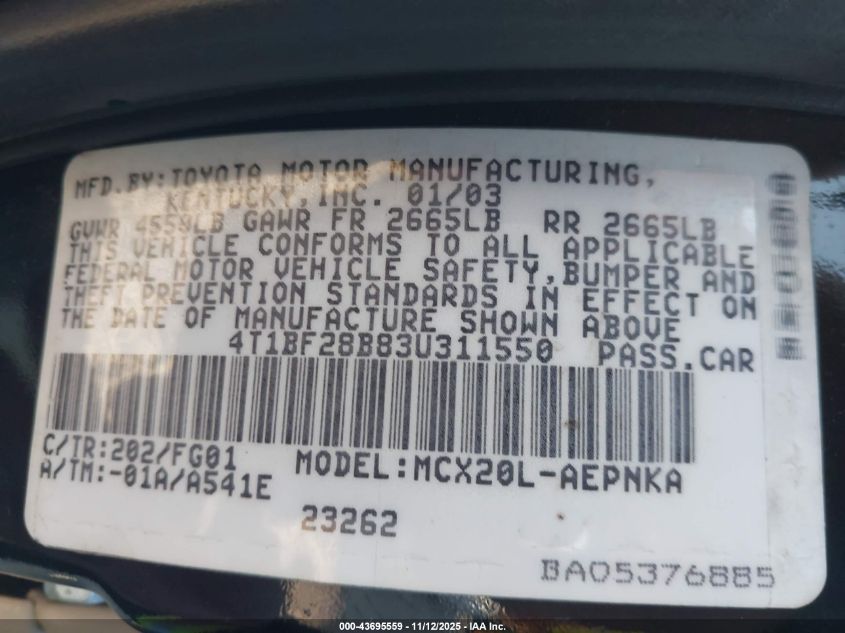 MFD. BY: TOYOTA MOTOR MANUFACTURING,
KENTUCKY, INC. 01/03
GVWR 4559LB GAWR FR 2665LB RR 2665LB
THIS VEHICLE CONFORMS TO ALL APPLICABLE
FEDERAL MOTOR VEHICLE SAFETY, BUMPER AND
THEFT PREVENTION STANDARDS IN EFFECT ON
THE DATE OF MANUFACTURE SHOWN ABOVE
4T1BF28B83U311550 PASS.CAR
C/TR:202/FG01
A/TM:-01A/A541E
MODEL:MCX20L-AEPNKA
23262
BA05376885
000-43695559 - 11/12/2025 - IAA Inc.